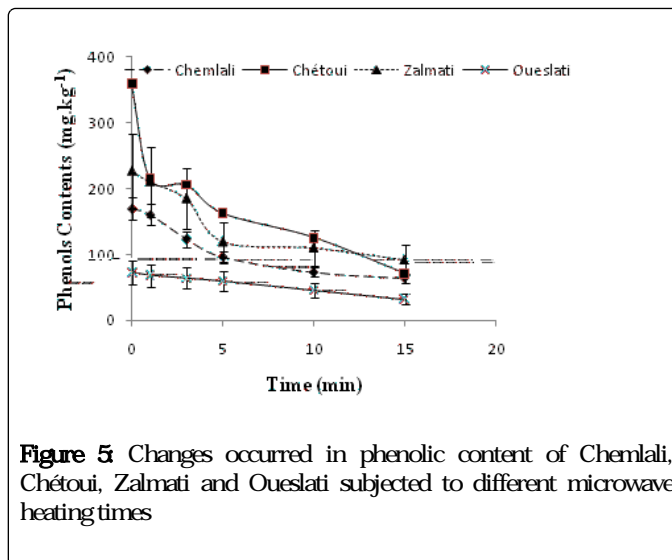 400
Chemlali Chétoui Zalmati Oueslati
300
200
100
0
Phenols Contents (mg.kg-1)
0 5 10 15 20
Time (min)
Figure 5: Changes occurred in phenolic content of Chemlali,
Chétoui, Zalmati and Oueslati subjected to different microwave
heating times